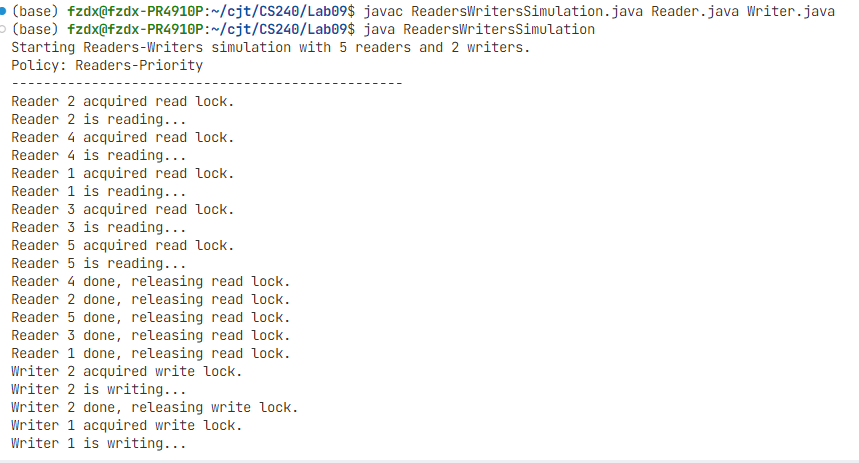 (base) fzdx@fzdx-PR4910P:~/cjt/CS240/Lab09$ javac ReadersWritersSimulation.java Reader.java Writer.java
(base) fzdx@fzdx-PR4910P:~/cjt/CS240/Lab09$ java ReadersWritersSimulation
Starting Readers-Writers simulation with 5 readers and 2 writers.
Policy: Readers-Priority
-------------------------------------------------
Reader 2 acquired read lock.
Reader 2 is reading...
Reader 4 acquired read lock.
Reader 4 is reading...
Reader 1 acquired read lock.
Reader 1 is reading...
Reader 3 acquired read lock.
Reader 3 is reading...
Reader 5 acquired read lock.
Reader 5 is reading...
Reader 4 done, releasing read lock.
Reader 2 done, releasing read lock.
Reader 5 done, releasing read lock.
Reader 3 done, releasing read lock.
Reader 1 done, releasing read lock.
Writer 2 acquired write lock.
Writer 2 is writing...
Writer 2 done, releasing write lock.
Writer 1 acquired write lock.
Writer 1 is writing...